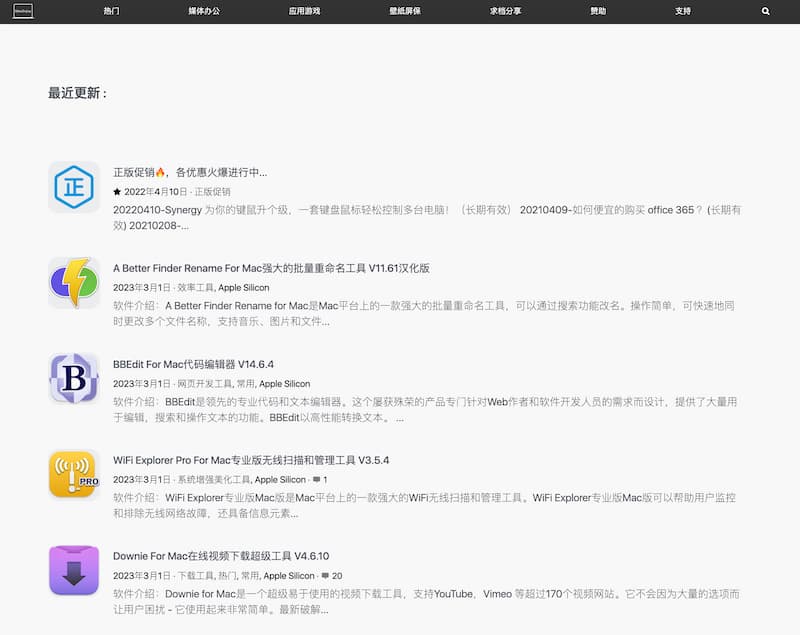 热门 媒体办公 应用游戏 壁纸屏保 求档分享 赞助 支持
最近更新 :
正
正版促销🔥，各优惠火爆进行中...
★ 2022年4月10日 · 正版促销
20220410-Synergy 为你的键鼠升个级，一套键盘鼠标轻松控制多台电脑！（长期有效） 20210409-如何便宜的购买 office 365？(长期有
效) 20210208-...
A Better Finder Rename For Mac强大的批量重命名工具 V11.61汉化版
2023年3月1日 · 效率工具, Apple Silicon
软件介绍：A Better Finder Rename for Mac是Mac平台上的一款强大的批量重命名工具，可以通过搜索功能改名。操作简单，可快速地同
时更改多个文件名称，支持音乐、图片和文件...
B
BBEdit For Mac代码编辑器 V14.6.4
2023年3月1日 · 网页开发工具, 常用, Apple Silicon
软件介绍：BBEdit是领先的专业代码和文本编辑器。这个屡获殊荣的产品专门针对Web作者和软件开发人员的需求而设计，提供了大量用
于编辑，搜索和操作文本的功能。BBEdit以高性能转换文本。 ...
PRO
WiFi Explorer Pro For Mac专业版无线扫描和管理工具 V3.5.4
2023年3月1日 · 系统增强美化工具, Apple Silicon · 1
软件介绍：WiFi Explorer专业版Mac版是Mac平台上的一款强大的WiFi无线扫描和管理工具。WiFi Explorer专业版Mac版可以帮助用户监控
和排除无线网络故障，还具备信息元素...
Downie For Mac在线视频下载超级工具 V4.6.10
2023年3月1日 · 下载工具, 热门, 常用, Apple Silicon · 20
软件介绍：Downie for Mac是一个超级易于使用的视频下载工具，支持YouTube，Vimeo 等超过170个视频网站。它不会因为大量的选项而
让用户困扰 – 它使用起来非常简单。最新破解...